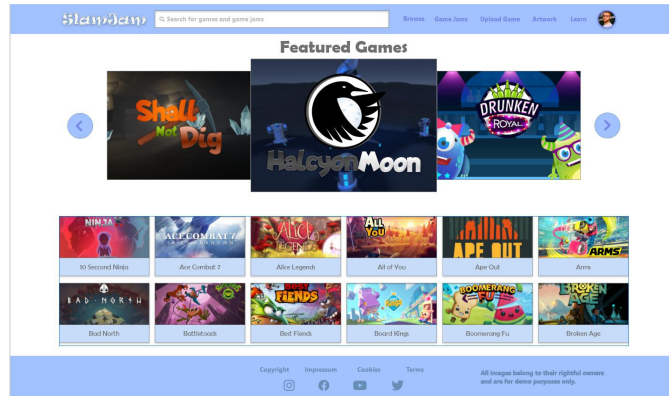 SlamJam
Search for games and game jams
Browse Game Jams Upload Game Artwork Learn
Featured Games
Shall
Not Dig
HalcyonMoon
DRUNKEN
ROYAL
NINJA
ACE COMBAT 7
Alice
LEGENDS
ALL
YOU
APE OUT
ARMS
10 Second Ninja Ace Combat 7 Alice Legends All of You Ape Out Arms
BAD NORTH
BEST
FIENDS
BOOMERANG
FU
BROKEN
AGE
Bad North Battletoads Best Fiends Board Kings Boomerang Fu Broken Age
Copyright Impressum Cookies Terms
All images belong to their rightful owners
and are for demo purposes only.